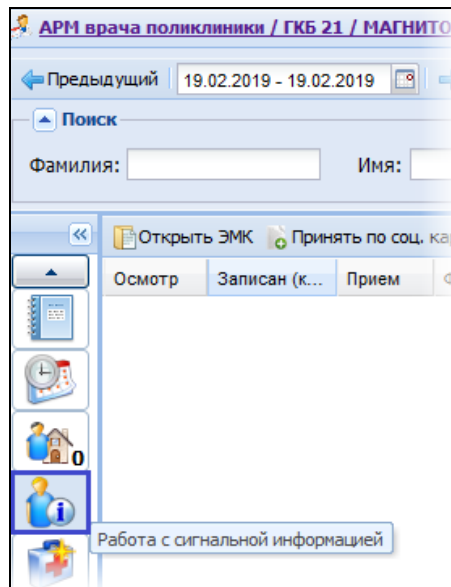 АРМ врача поликлиники / ГКБ 21 / МАГНИТО
Предыдущий 19.02.2019 - 19.02.2019
Поиск
Фамилия: Имя:
Открыть ЭМК Принять по соц. ка
Осмотр Записан (к... Прием Ф
0
Работа с сигнальной информацией